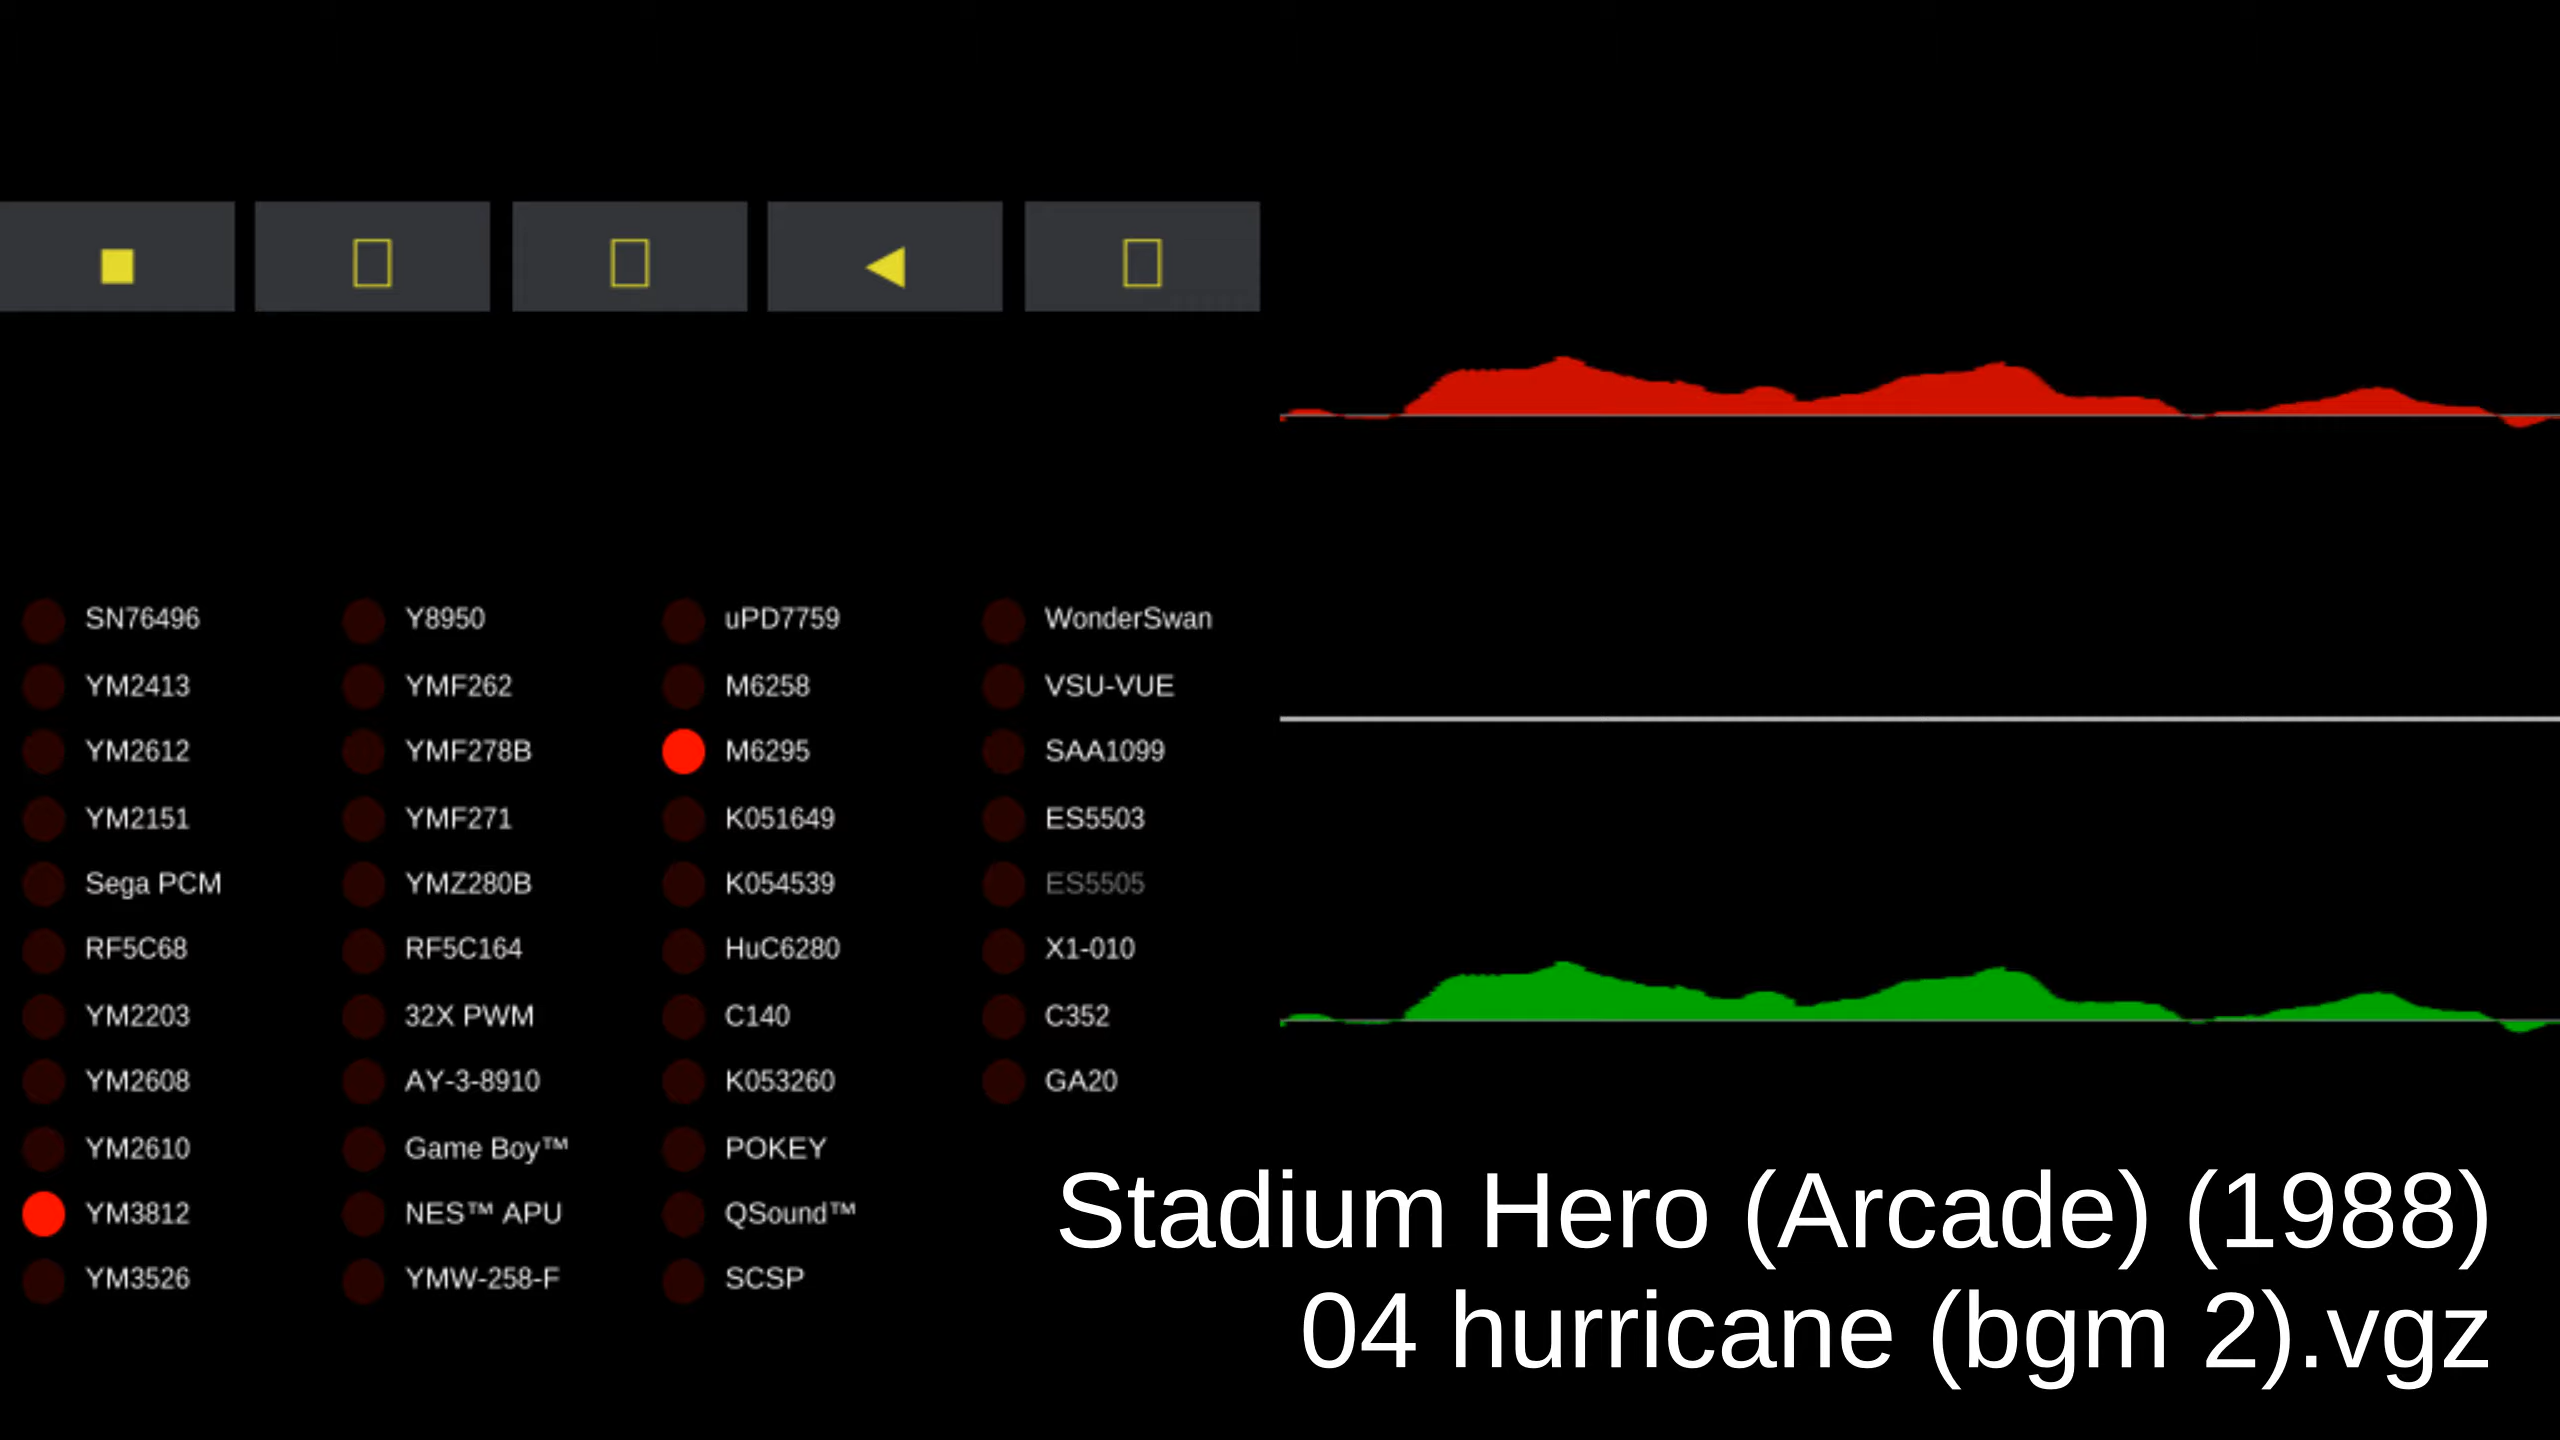 SN76496
YM2413
YM2612
YM2151
Sega PCM
RF5C68
YM2203
YM2608
YM2610
YM3812
YM3526
Y8950
YMF262
YMF278B
YMF271
YMZ280B
RF5C164
32X PWM
AY-3-8910
Game Boy™
NES™ APU
YMW-258-F
uPD7759
M6258
M6295
K051649
K054539
HuC6280
C140
K053260
POKEY
QSound™
SCSP
WonderSwan
VSU-VUE
SAA1099
ES5503
ES5505
X1-010
C352
GA20
Stadium Hero (Arcade) (1988)
04 hurricane (bgm 2).vgz